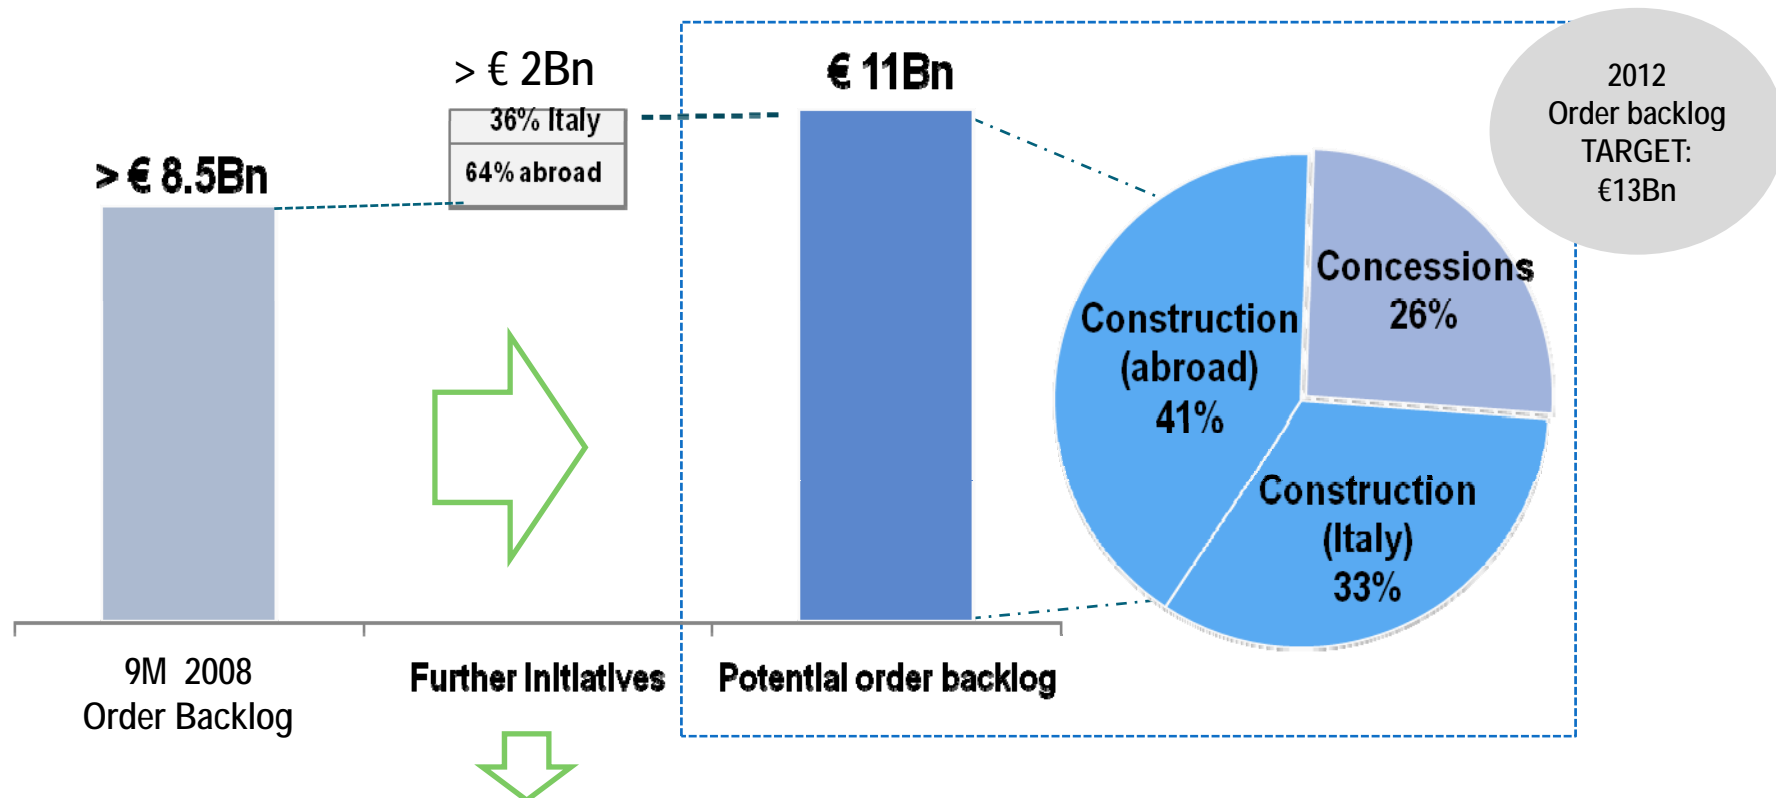 > € 2Bn
36% Italy
64% abroad
> € 8.5Bn
€ 11Bn
2012
Order backlog
TARGET:
€13Bn
Concessions
26%
Construction
(abroad)
41%
Construction
(Italy)
33%
9M 2008
Order Backlog
Further Initiatives
Potential order backlog